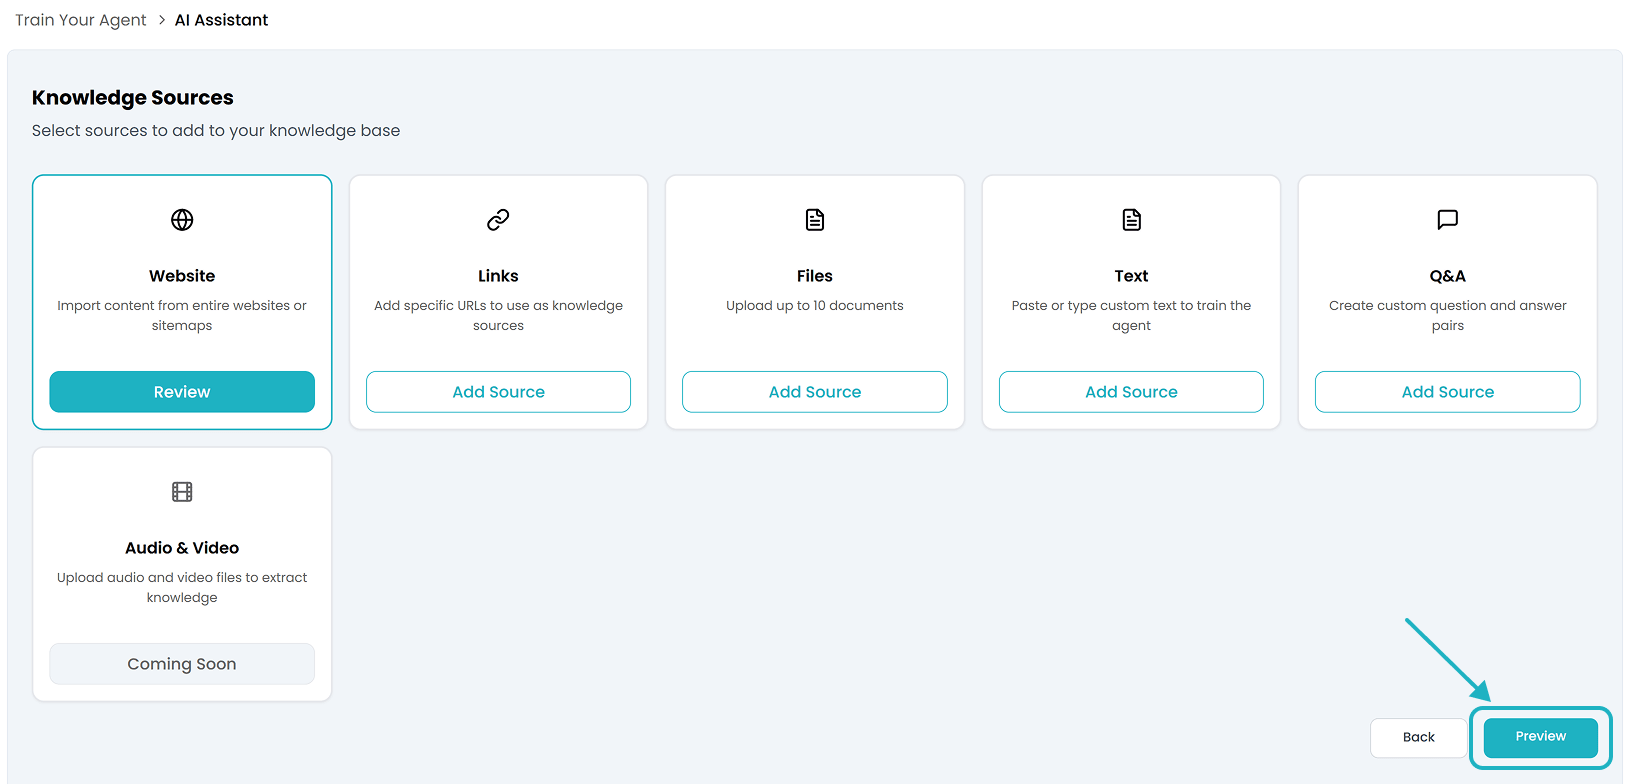 Train Your Agent > AI Assistant
Knowledge Sources
Select sources to add to your knowledge base
Website
Import content from entire websites or
sitemaps
Review
Links
Add specific URLs to use as knowledge
sources
Add Source
Files
Upload up to 10 documents
Add Source
Text
Paste or type custom text to train the
agent
Add Source
Q&A
Create custom question and answer
pairs
Add Source
Audio & Video
Upload audio and video files to extract
knowledge
Coming Soon
Back
Preview